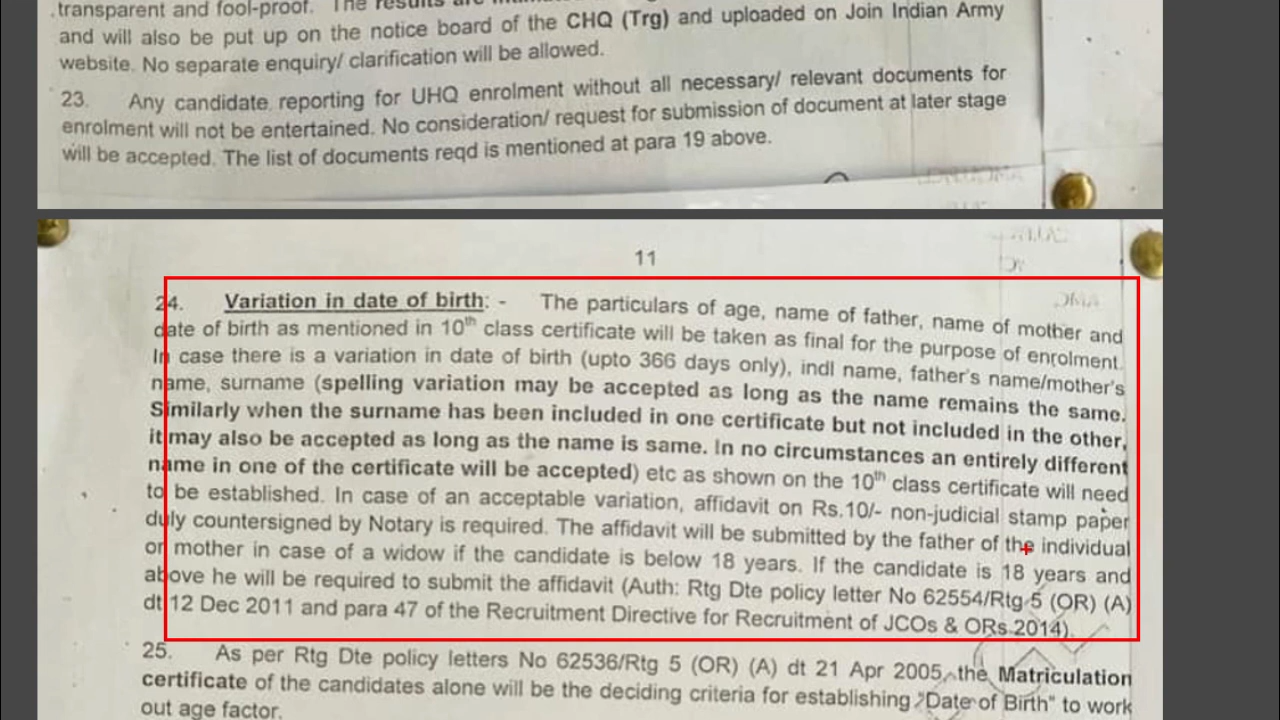 transparent and fool-proof. The results are
and will also be put up on the notice board of the CHQ (Trg) and uploaded on Join Indian Army
website. No separate enquiry/ clarification will be allowed.
23. Any candidate reporting for UHQ enrolment without all necessary/ relevant documents for
enrolment will not be entertained. No consideration/ request for submission of document at later stage
will be accepted. The list of documents reqd is mentioned at para 19 above.
11
24. Variation in date of birth: - The particulars of age, name of father, name of mother and
date of birth as mentioned in 10th class certificate will be taken as final for the purpose of enrolment.
In case there is a variation in date of birth (upto 366 days only), indl name, father's name/mother's
name, surname (spelling variation may be accepted as long as the name remains the same.
Similarly when the surname has been included in one certificate but not included in the other,
it may also be accepted as long as the name is same. In no circumstances an entirely different
name in one of the certificate will be accepted) etc as shown on the 10th class certificate will need
to be established. In case of an acceptable variation, affidavit on Rs.10/- non-judicial stamp paper
duly countersigned by Notary is required. The affidavit will be submitted by the father of the individual
or mother in case of a widow if the candidate is below 18 years. If the candidate is 18 years and
above he will be required to submit the affidavit (Auth: Rtg Dte policy letter No 62554/Rtg 5 (OR) (A)
dt 12 Dec 2011 and para 47 of the Recruitment Directive for Recruitment of JCOs & ORs 2014).
25. As per Rtg Dte policy letters No 62536/Rtg 5 (OR) (A) dt 21 Apr 2005, the Matriculation
certificate of the candidates alone will be the deciding criteria for establishing "Date of Birth" to work
out age factor.